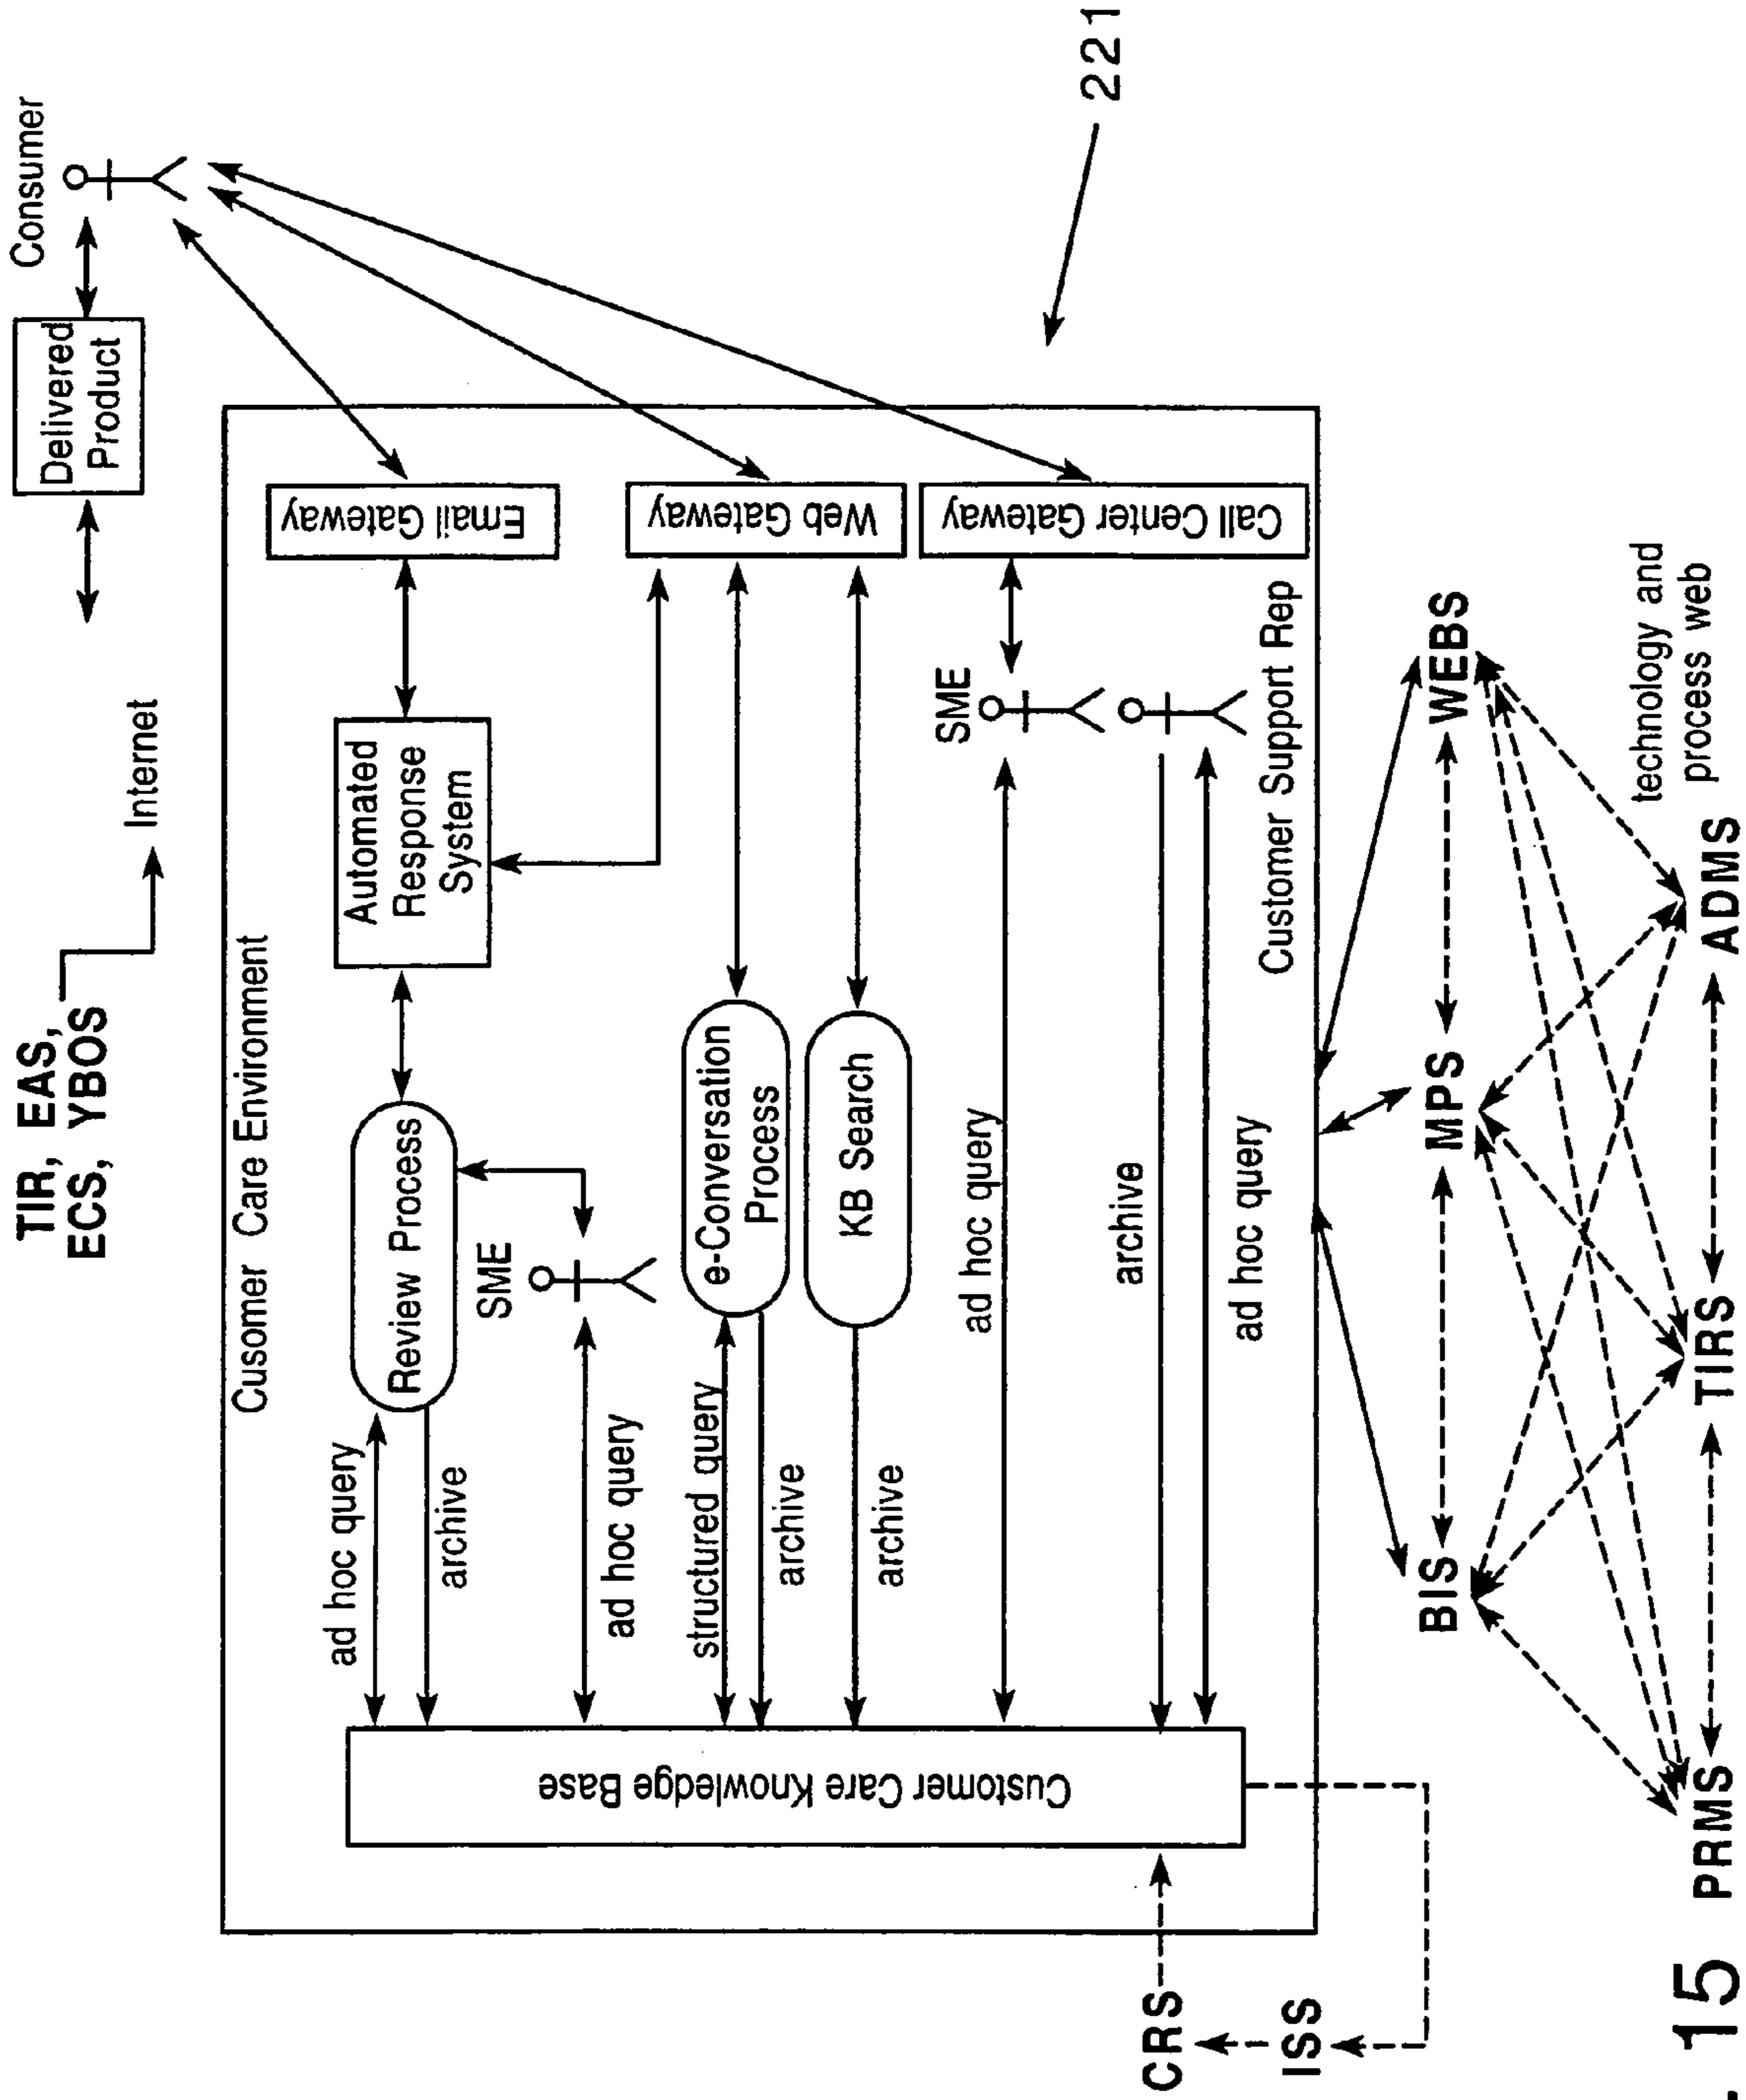 TIR, EAS,
ECS, YBOS
Internet
Delivered
Product
Consumer
Cusomer Care Environment
ad hoc query
archive
Review Process
Automated
Response
System
Email Gateway
SME
ad hoc query
structured query
archive
e-Conversation
Process
Web Gateway
archive
KB Search
Customer Care Knowledge Base
ad hoc query
SME
Call Center Gateway
archive
ad hoc query
Customer Support Rep
221
CRS
ISS
BIS
MPS
WEBS
technology and
process web
PRMS
TIRS
ADMS
. 15